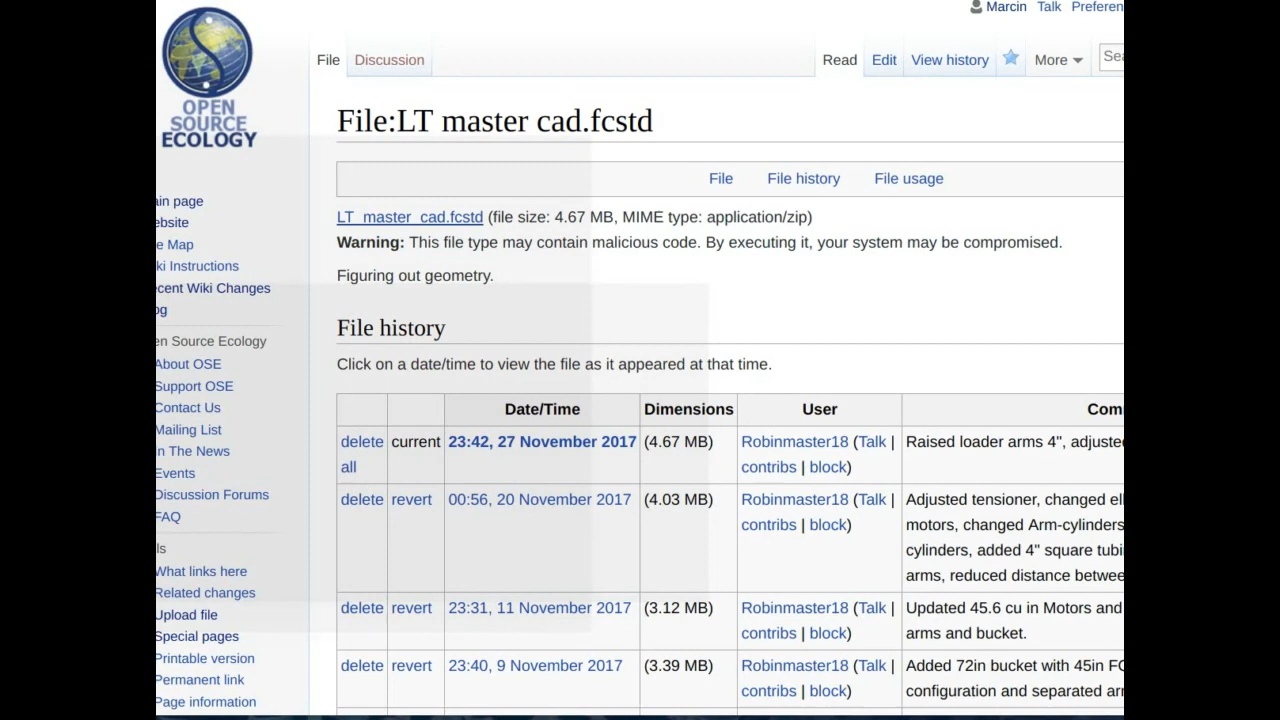 Marcin Talk
OPEN
SOURCE
ECOLOGY
File Discussion Read Edit View history More
File:LT master cad.fcstd
File File history File usage
LT_master_cad.fcstd (file size: 4.67 MB, MIME type: application/zip)
Warning: This file type may contain malicious code. By executing it, your system may be compromised.
Figuring out geometry.
page
Map
Instructions
Wiki Changes
Source Ecology
About OSE
Support OSE
Contact Us
Mailing List
In The News
Events
Discussion Forums
FAQ
What links here
Related changes
Upload file
Special pages
Printable version
Permanent link
Page information
File history
Click on a date/time to view the file as it appeared at that time.
Date/Time Dimensions User
delete current 23:42, 27 November 2017 (4.67 MB) Robinmaster18 (Talk | Raised loader arms 4",
all contribs | block)
delete revert 00:56, 20 November 2017 (4.03 MB) Robinmaster18 (Talk | Adjusted tensioner, changed
contribs | block) motors, changed Arm-cylinders
cylinders, added 4" square
arms, reduced distance
delete revert 23:31, 11 November 2017 (3.12 MB) Robinmaster18 (Talk | Updated 45.6 cu in Motors and
contribs | block) arms and bucket.
delete revert 23:40, 9 November 2017 (3.39 MB) Robinmaster18 (Talk | Added 72in bucket with 45in
contribs | block) configuration and separated